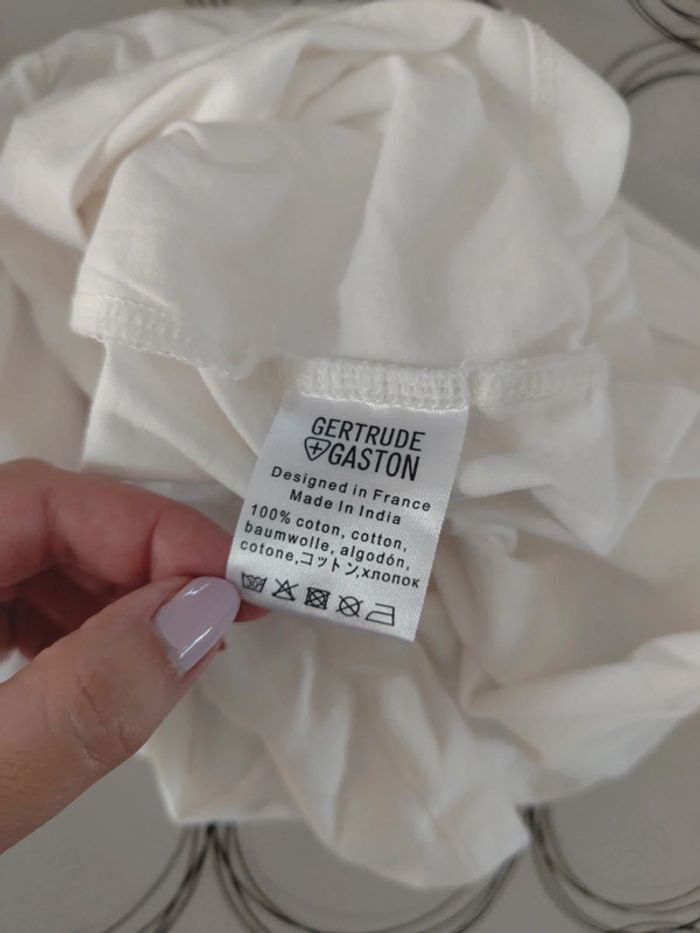 GERTRUDE
GASTON
Designed in France
Made In India
100% coton, cotton,
baumwolle, algodón,
cotone,コットン,хлопок
30